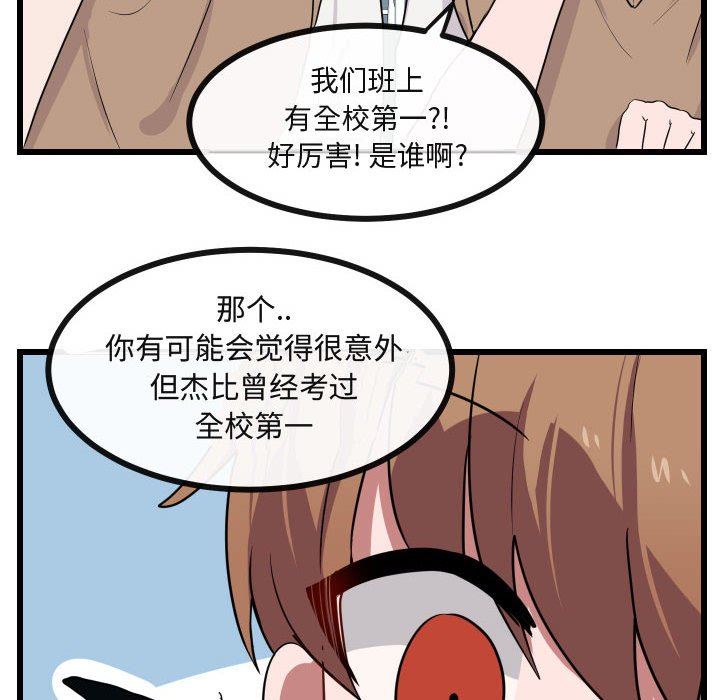 我们班上
有全校第一?!
好厉害! 是谁啊?
那个..
你有可能会觉得很意外
但杰比曾经考过
全校第一